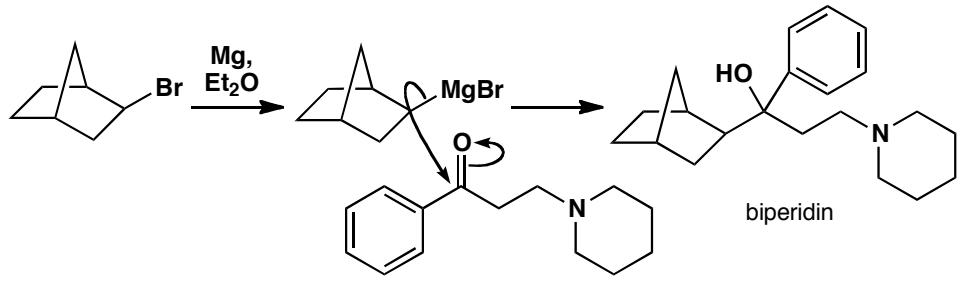 Br
Mg,
Et2O
MgBr
O
N
HO
N
biperidin